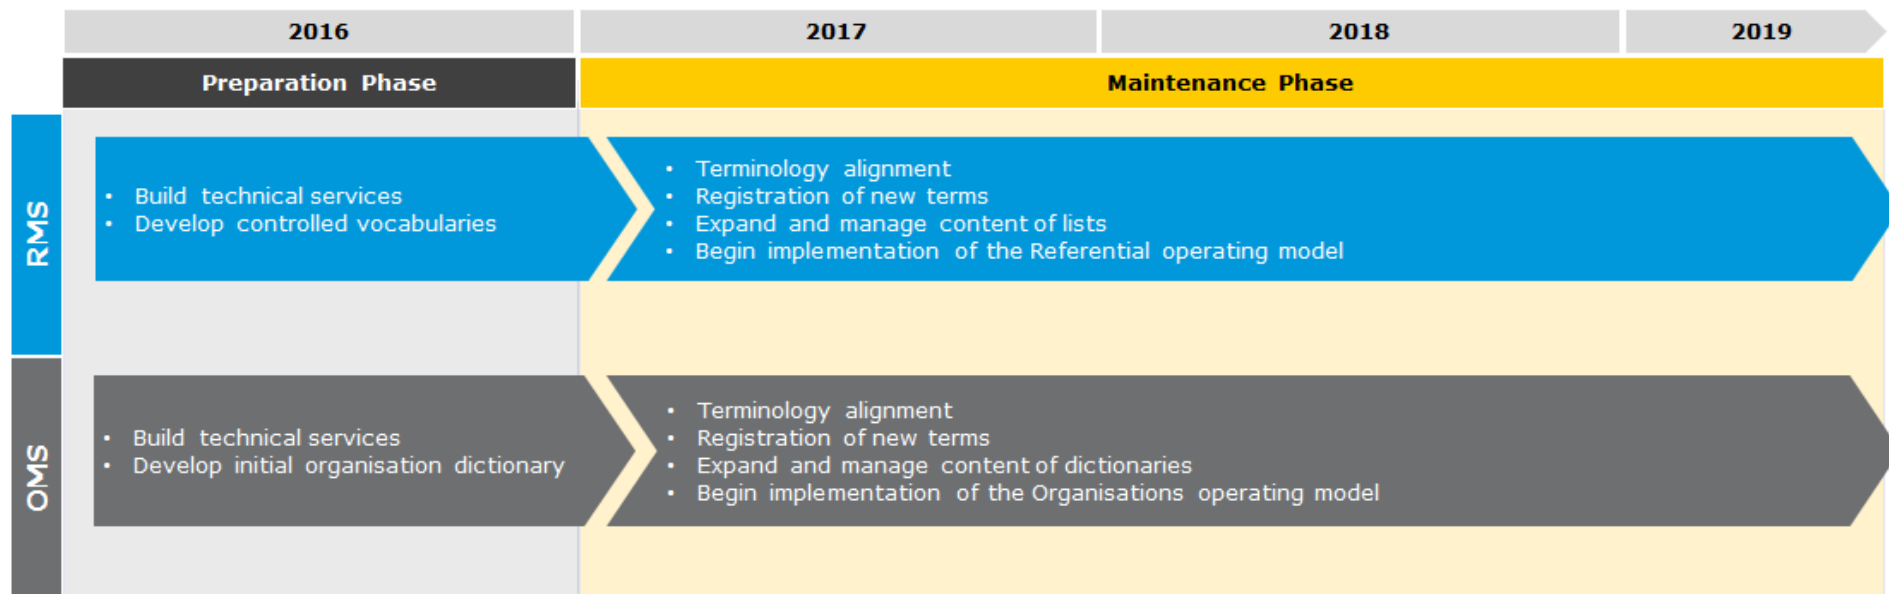 2016 2017 2018 2019
Preparation Phase Maintenance Phase
RMS
• Build technical services
• Develop controlled vocabularies
• Terminology alignment
• Registration of new terms
• Expand and manage content of lists
• Begin implementation of the Referential operating model
OMS
• Build technical services
• Develop initial organisation dictionary
• Terminology alignment
• Registration of new terms
• Expand and manage content of dictionaries
• Begin implementation of the Organisations operating model